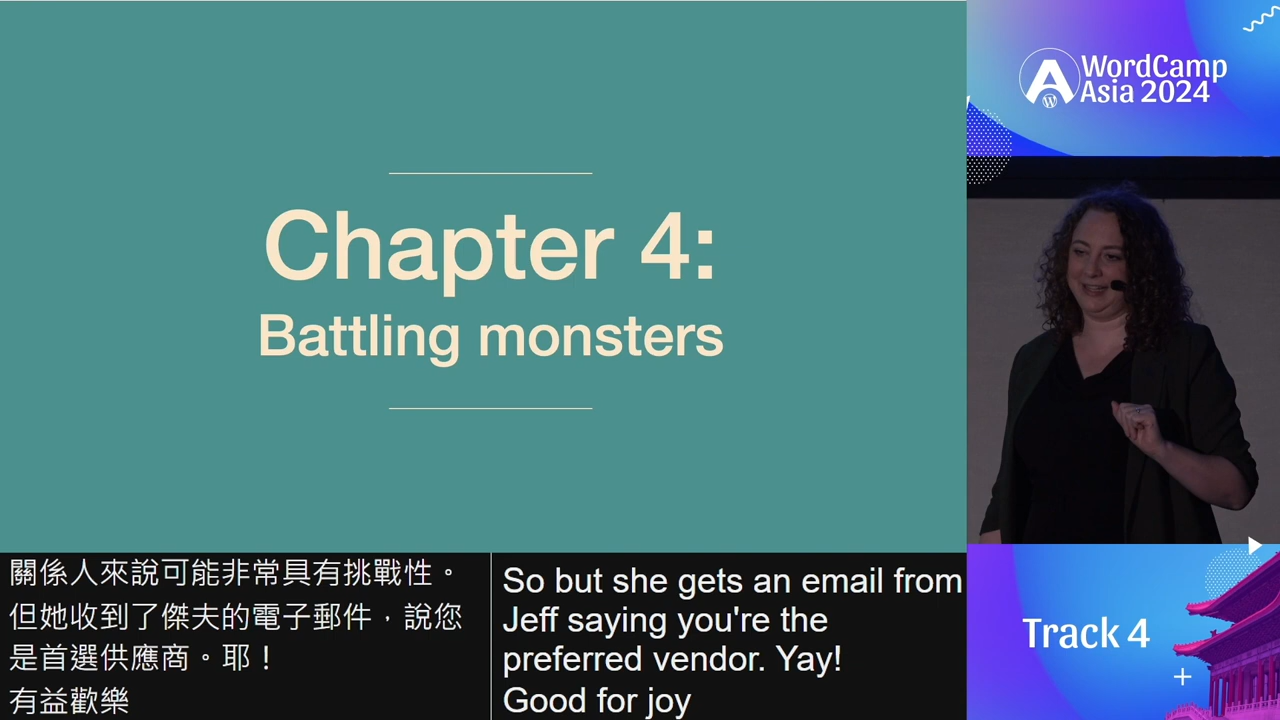 Chapter 4:
Battling monsters
WordCamp
Asia 2024
關係人來說可能非常具有挑戰性。
但她收到了傑夫的電子郵件，說您
是首選供應商。耶！
有益歡樂
So but she gets an email from
Jeff saying you're the
preferred vendor. Yay!
Good for joy
Track 4